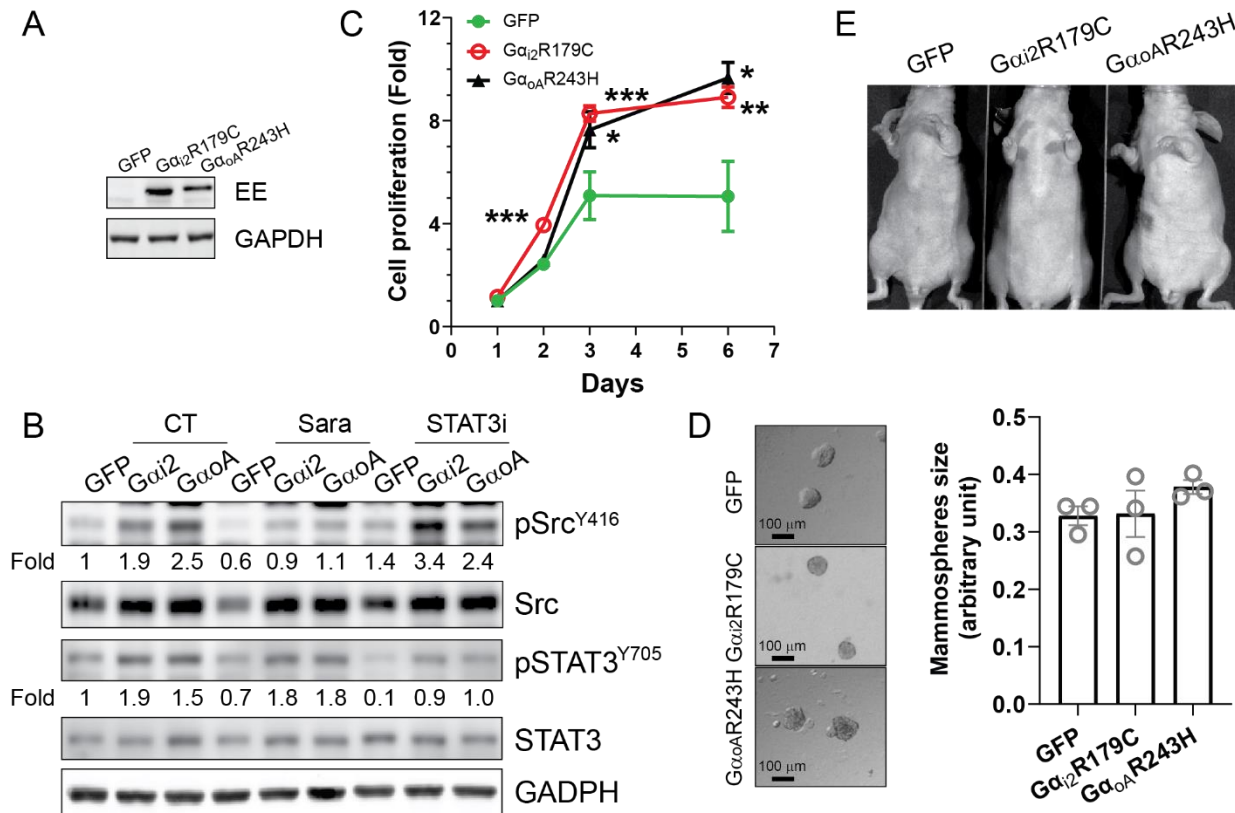 A
GFP
Gαi2R179C
GαoAR243H
EE
GAPDH
C
GFP
Gαi2R179C
GαoAR243H
Cell proliferation (Fold)
12
8
4
0
***
***
*
*
**
0 1 2 3 4 5 6 7
Days
E
GFP
Gαi2R179C
GαoAR243H
B
CT Sara STAT3i
GFP Gαi2 GαoA GFP Gαi2 GαoA GFP Gαi2 GαoA
pSrcY416
Fold 1 1.9 2.5 0.6 0.9 1.1 1.4 3.4 2.4
Src
pSTAT3Y705
Fold 1 1.9 1.5 0.7 1.8 1.8 0.1 0.9 1.0
STAT3
GADPH
D
GFP
100 μm
Gαi2R179C
100 μm
GαoAR243H
100 μm
Mammospheres size
(arbitrary unit)
0.5
0.4
0.3
0.2
0.1
0.0
GFP
Gαi2R179C
GαoAR243H